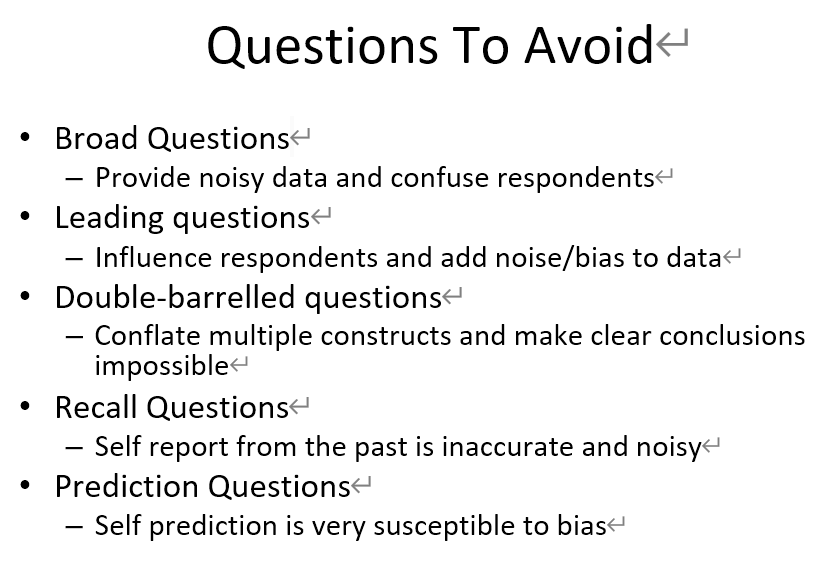 Questions To Avoid↵
• Broad Questions↵
– Provide noisy data and confuse respondents↵
• Leading questions↵
– Influence respondents and add noise/bias to data↵
• Double-barrelled questions↵
– Conflate multiple constructs and make clear conclusions
impossible↵
• Recall Questions↵
– Self report from the past is inaccurate and noisy↵
• Prediction Questions↵
– Self prediction is very susceptible to bias↵